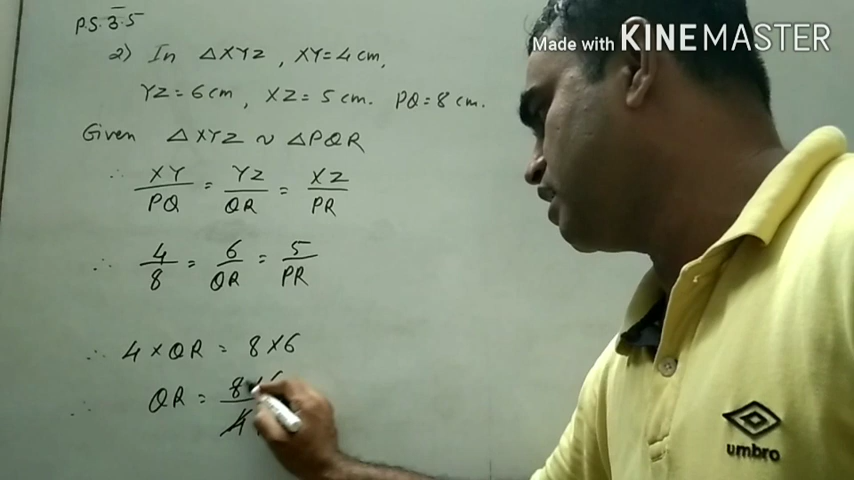 P.S. 3.5
Made with KINEMASTER
2) In △XYZ, XY = 4 cm,
YZ = 6 cm, XZ = 5 cm. PQ = 8 cm.
Given △XYZ ~ △PQR
∴ XY/PQ = YZ/QR = XZ/PR
∴ 4/8 = 6/QR = 5/PR
∴ 4 × QR = 8 × 6
∴ QR = 8 × 6/4
umbro